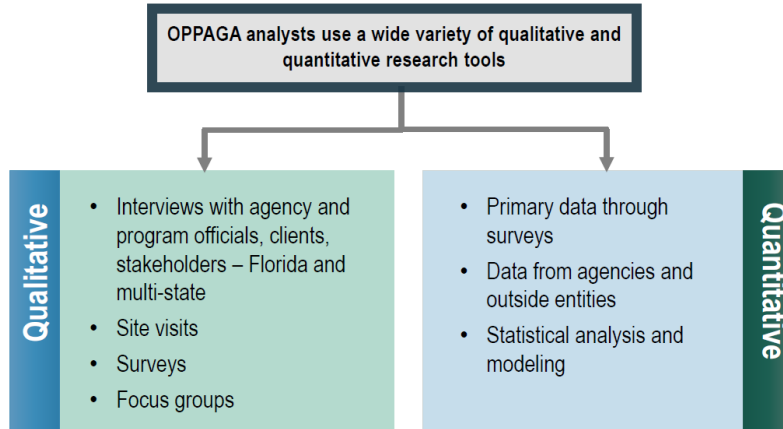 OPPAGA analysts use a wide variety of qualitative and
quantitative research tools
Qualitative
• Interviews with agency and
program officials, clients,
stakeholders – Florida and
multi-state
• Site visits
• Surveys
• Focus groups
• Primary data through
surveys
• Data from agencies and
outside entities
• Statistical analysis and
modeling
Quantitative